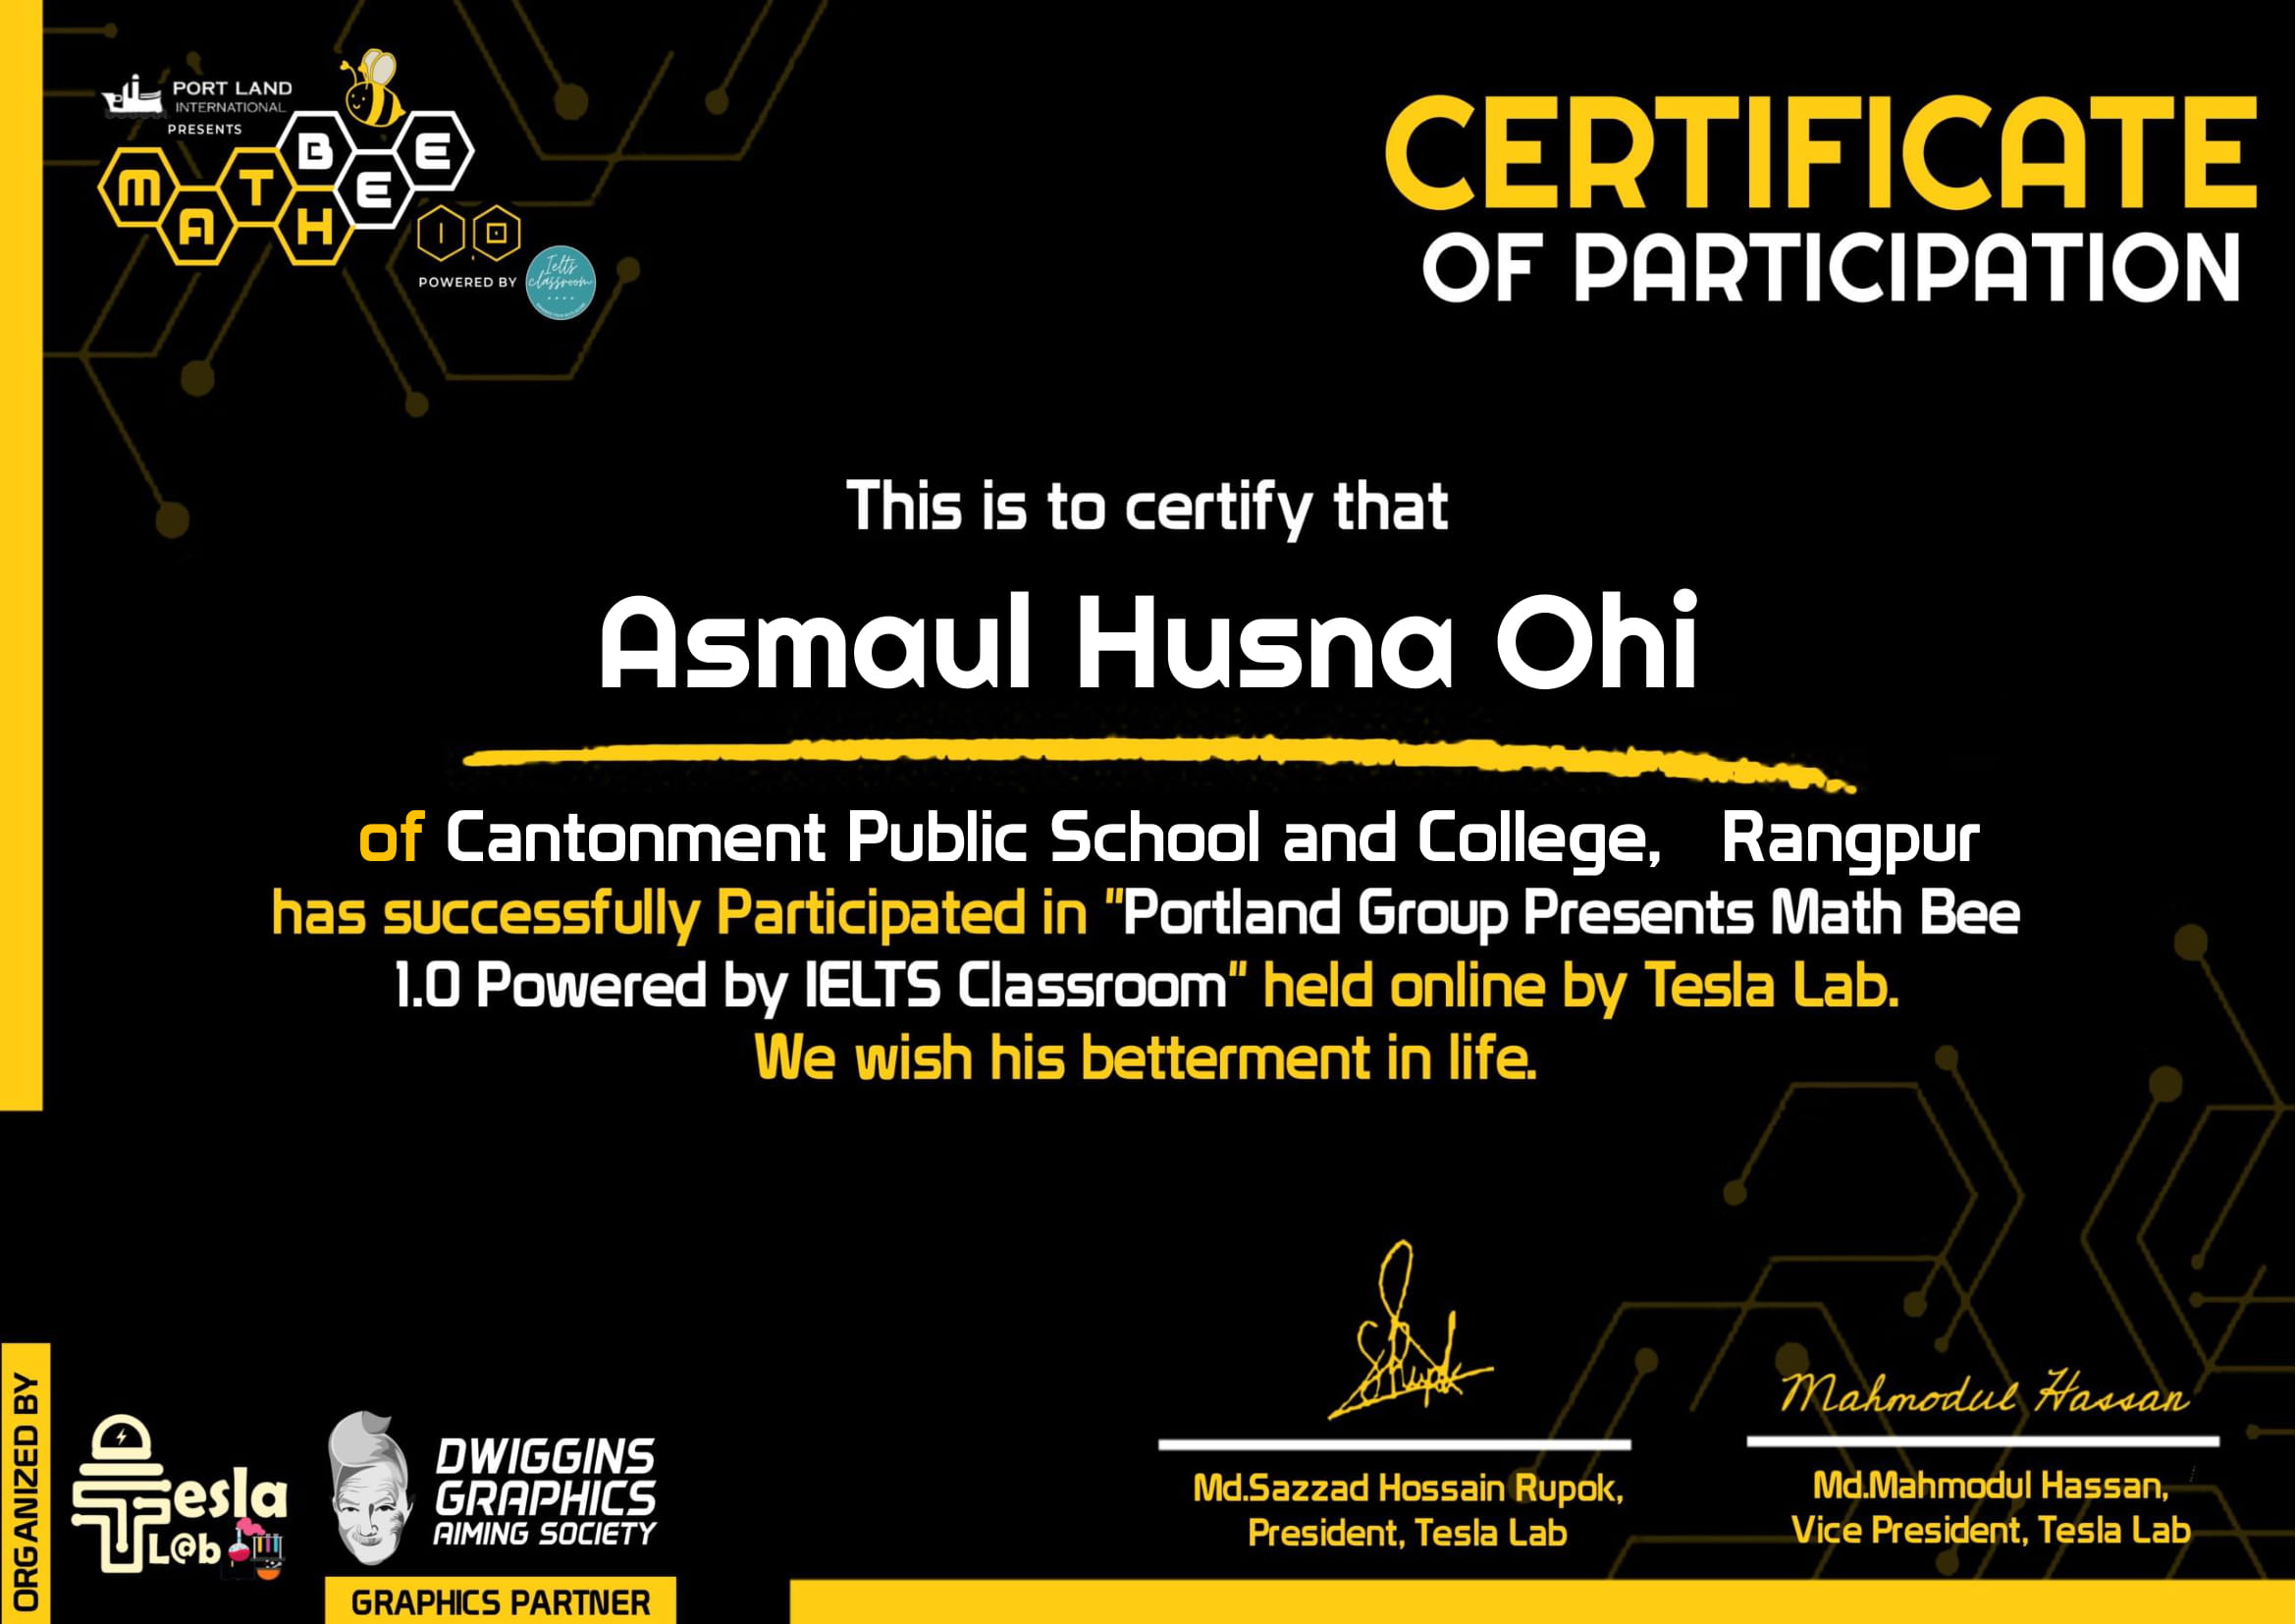 PORT LAND
INTERNATIONAL
PRESENTS
MATH BEE
1.0
POWERED BY
Ielts
classroom
CERTIFICATE
OF PARTICIPATION
This is to certify that
Asmaul Husna Ohi
of Cantonment Public School and College, Rangpur
has successfully Participated in "Portland Group Presents Math Bee
1.0 Powered by IELTS Classroom" held online by Tesla Lab.
We wish his betterment in life.
ORGANIZED BY
Tesla
L@b
DWIGGINS
GRAPHICS
AIMING SOCIETY
GRAPHICS PARTNER
Md.Sazzad Hossain Rupok,
President, Tesla Lab
Mahmodul Hassan
Md.Mahmodul Hassan,
Vice President, Tesla Lab